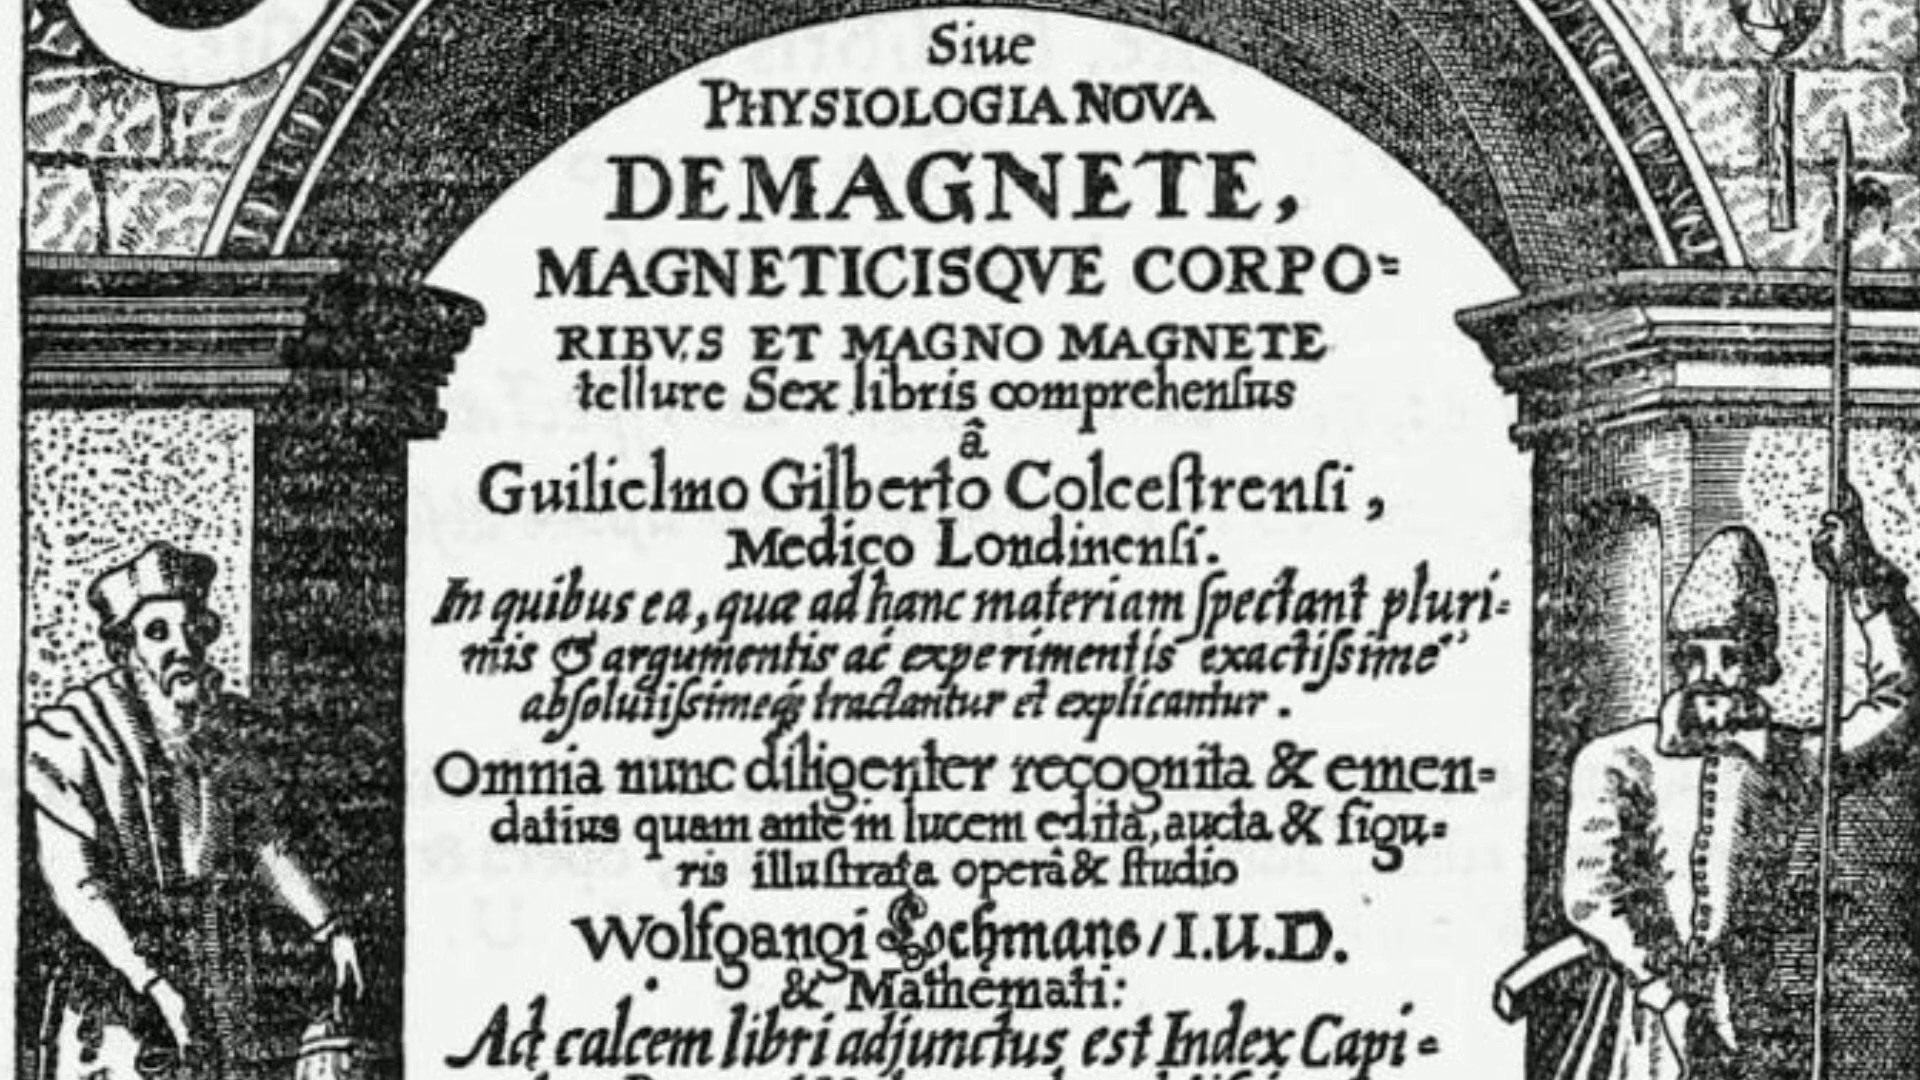 Siue
PHYSIOLOGIA NOVA
DE MAGNETE,
MAGNETICISQVE CORPO=
RIBVS ET MAGNO MAGNETE
tellure Sex libris comprehenſus
â
Guilielmo Gilberto Colceſtrenſi,
Medico Londinenſi.
In quibus ea, quæ ad hanc materiam ſpectant pluri=
mis & argumentis ac experimentis exactiſsime
abſolutiſsimeq; tractantur et explicantur.
Omnia nunc diligenter recognita & emen=
datius quam ante in lucem edita, aucta & figu=
ris illuſtrata operâ & ſtudio
Wolfgangi Lochmans / I.U.D.
& Mathemati:
Ad calcem libri adjunctus est Index Capi=